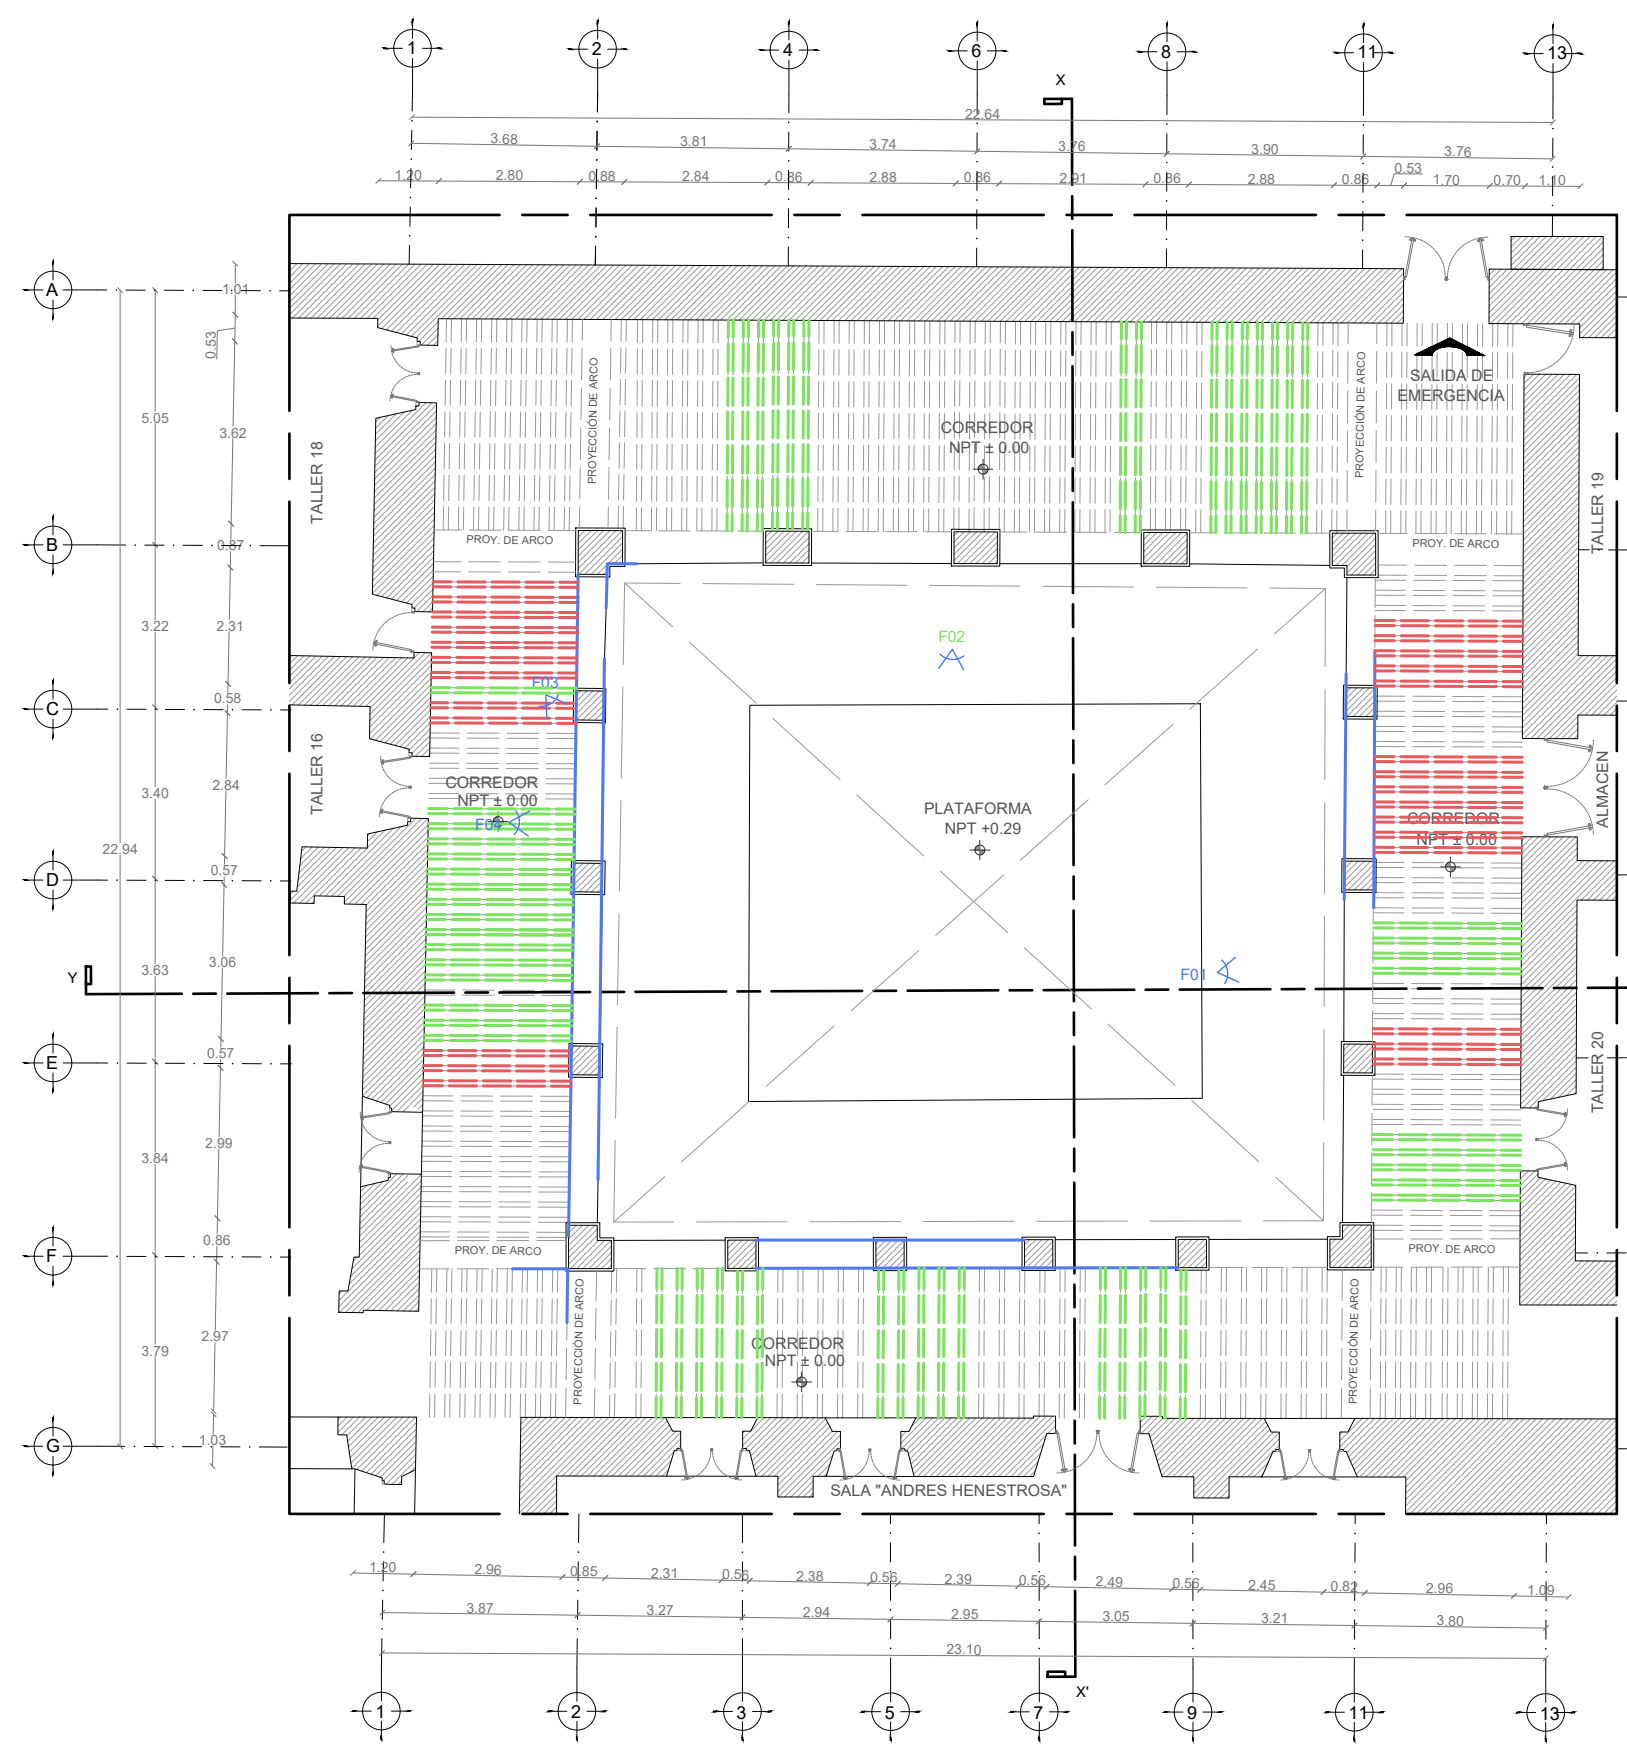 1 2 4 6 8 11 13
X
22.64
3.68 3.81 3.74 3.76 3.90 3.76
0.53
1.20 2.80 0.88 2.84 0.86 2.88 0.86 2.91 0.86 2.88 0.86 1.70 0.70 1.10
A
1.01
0.53
5.05
3.62
PROYECCIÓN DE ARCO
PROYECCIÓN DE ARCO
SALIDA DE
EMERGENCIA
CORREDOR
NPT ± 0.00
TALLER 18
TALLER 19
B
0.87
PROY. DE ARCO
PROY. DE ARCO
3.22
2.31
F02
F03
C
0.58
TALLER 16
3.40
2.84
CORREDOR
NPT ± 0.00
F04
PLATAFORMA
NPT +0.29
CORREDOR
NPT ± 0.00
ALMACEN
22.94
D
0.57
3.63
3.06
Y
F01
E
0.57
TALLER 20
3.84
2.99
F
0.86
PROY. DE ARCO
PROY. DE ARCO
2.97
3.79
PROYECCIÓN DE ARCO
CORREDOR
NPT ± 0.00
PROYECCIÓN DE ARCO
G
1.03
SALA "ANDRES HENESTROSA"
1.20 2.96 0.85 2.31 0.56 2.38 0.56 2.39 0.56 2.49 0.56 2.45 0.82 2.96 1.09
3.87 3.27 2.94 2.95 3.05 3.21 3.80
23.10
X'
1 2 3 5 7 9 11 13